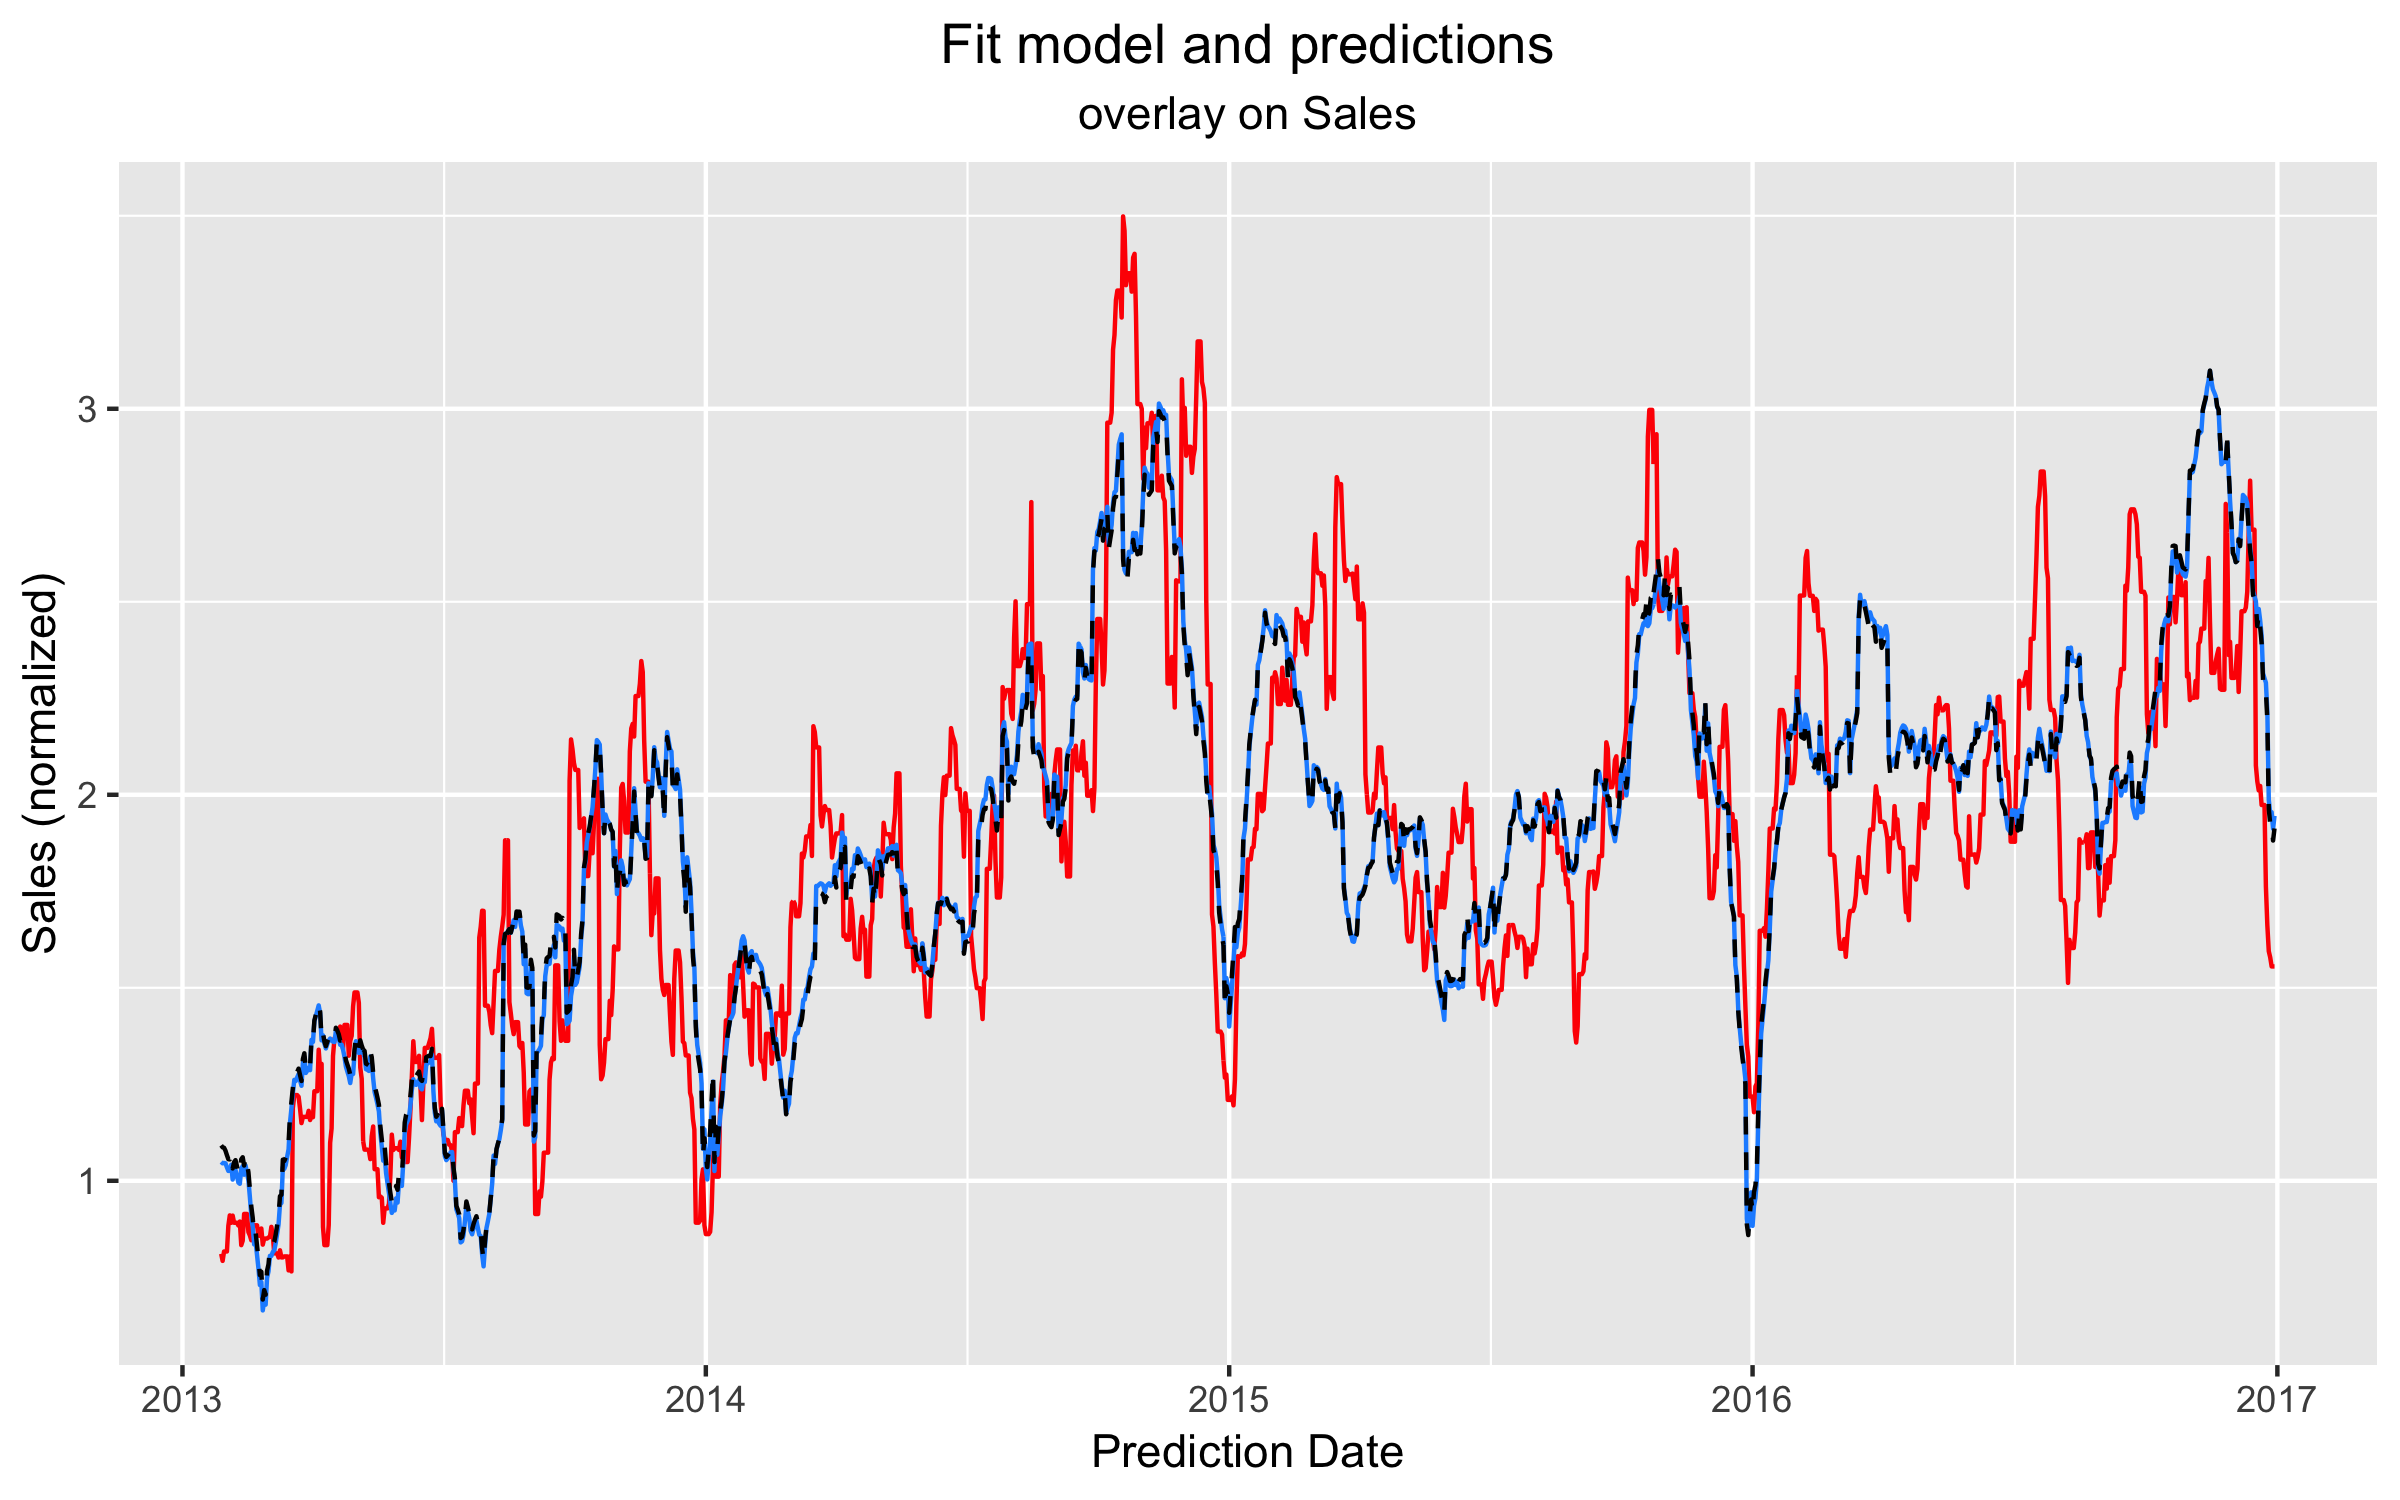 Fit model and predictions
overlay on Sales
Sales (normalized)
3
2
1
2013 2014 2015 2016 2017
Prediction Date